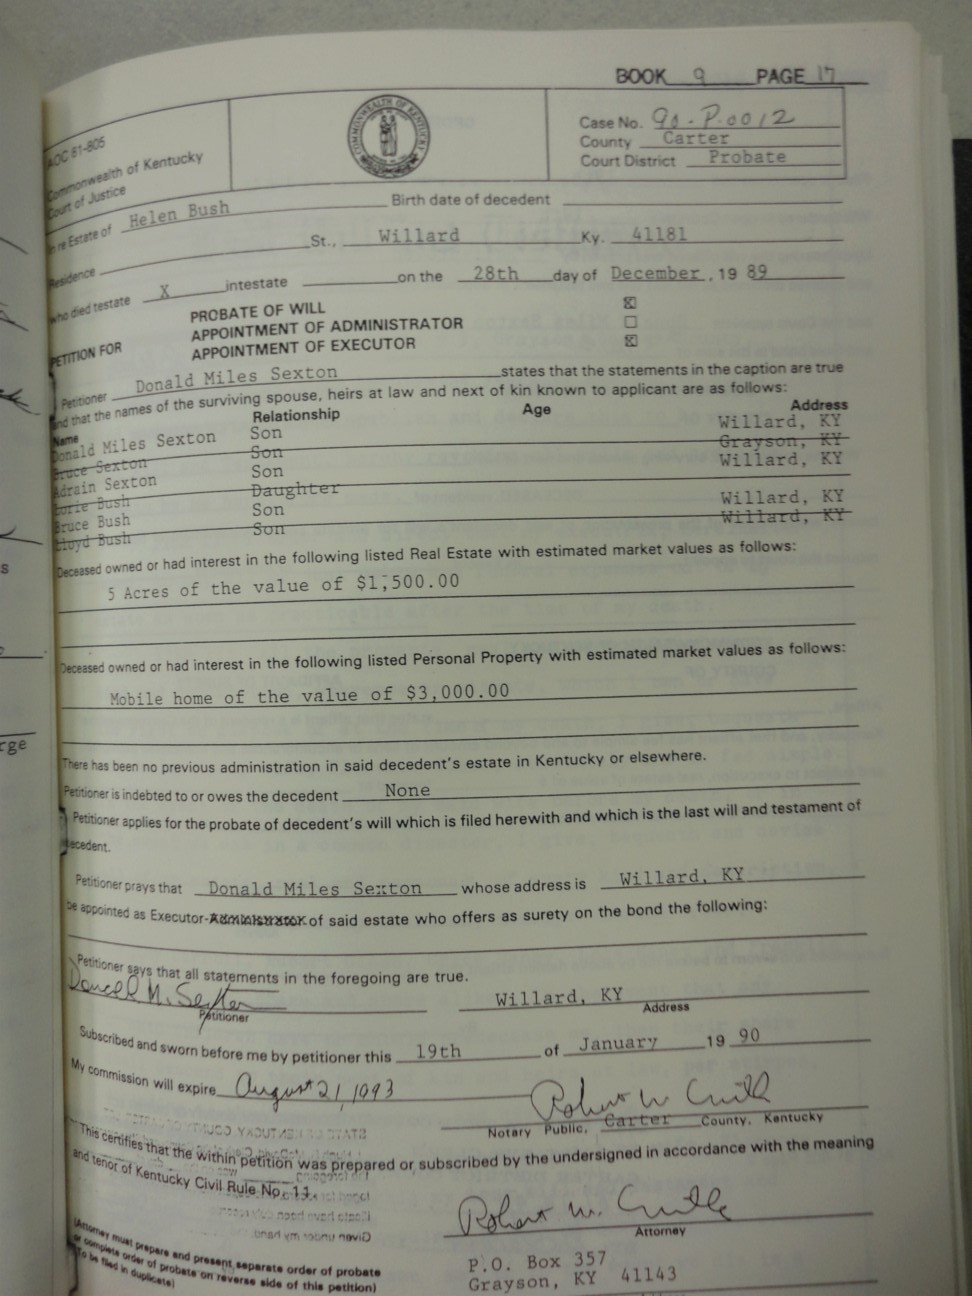 BOOK 9 PAGE 17
AOC 81-805
Commonwealth of Kentucky
Court of Justice
COMMONWEALTH OF KENTUCKY
Case No. 90-P-0012
County Carter
Court District Probate
In re Estate of Helen Bush Birth date of decedent
Residence St., Willard Ky. 41181
who died testate X intestate on the 28th day of December, 19 89
PETITION FOR
PROBATE OF WILL ☒
APPOINTMENT OF ADMINISTRATOR ☐
APPOINTMENT OF EXECUTOR ☒
Petitioner Donald Miles Sexton states that the statements in the caption are true
and that the names of the surviving spouse, heirs at law and next of kin known to applicant are as follows:
Name Relationship Age Address
Donald Miles Sexton Son Willard, KY
Bruce Sexton Son Grayson, KY
Adrain Sexton Son Willard, KY
Lorie Bush Daughter
Bruce Bush Son Willard, KY
Lloyd Bush Son Willard, KY
Deceased owned or had interest in the following listed Real Estate with estimated market values as follows:
5 Acres of the value of $1,500.00
Deceased owned or had interest in the following listed Personal Property with estimated market values as follows:
Mobile home of the value of $3,000.00
There has been no previous administration in said decedent's estate in Kentucky or elsewhere.
Petitioner is indebted to or owes the decedent None
Petitioner applies for the probate of decedent's will which is filed herewith and which is the last will and testament of
decedent.
Petitioner prays that Donald Miles Sexton whose address is Willard, KY
be appointed as Executor-Administrator of said estate who offers as surety on the bond the following:
Petitioner says that all statements in the foregoing are true.
Donald M. Sexton Willard, KY
Petitioner Address
Subscribed and sworn before me by petitioner this 19th of January 19 90
My commission will expire August 21, 1993 Robert W. Miller
Notary Public, Carter County, Kentucky
This certifies that the within petition was prepared or subscribed by the undersigned in accordance with the meaning
and tenor of Kentucky Civil Rule No. 11.
Robert W. Miller
Attorney
(Attorney must prepare and present separate order of probate
or complete order of probate on reverse side of this petition)
(To be filed in duplicate)
P.O. Box 357
Grayson, KY 41143
rge
s